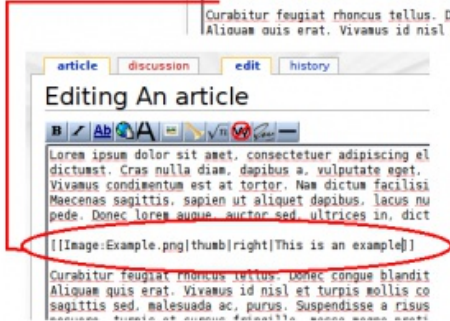 Curabitur feugiat rhoncus tellus. D
Aliquam quis erat. Vivamus id nisl
article discussion edit history
Editing An article
B I Ab A √n W
Lorem ipsum dolor sit amet, consectetuer adipiscing el
dictumst. Cras nulla diam, dapibus a, vulputate eget,
Vivamus condimentum est at tortor. Nam dictum facilisi
Maecenas sagittis, sapien ut aliquet dapibus, lacus nu
pede. Donec lorem augue, auctor sed, ultrices in, dict
[[Image:Example.png|thumb|right|This is an example]]
Curabitur feugiat rhoncus tellus. Donec congue blandit
Aliquam quis erat. Vivamus id nisl et turpis mollis co
sagittis sed, malesuada ac, purus. Suspendisse a risus